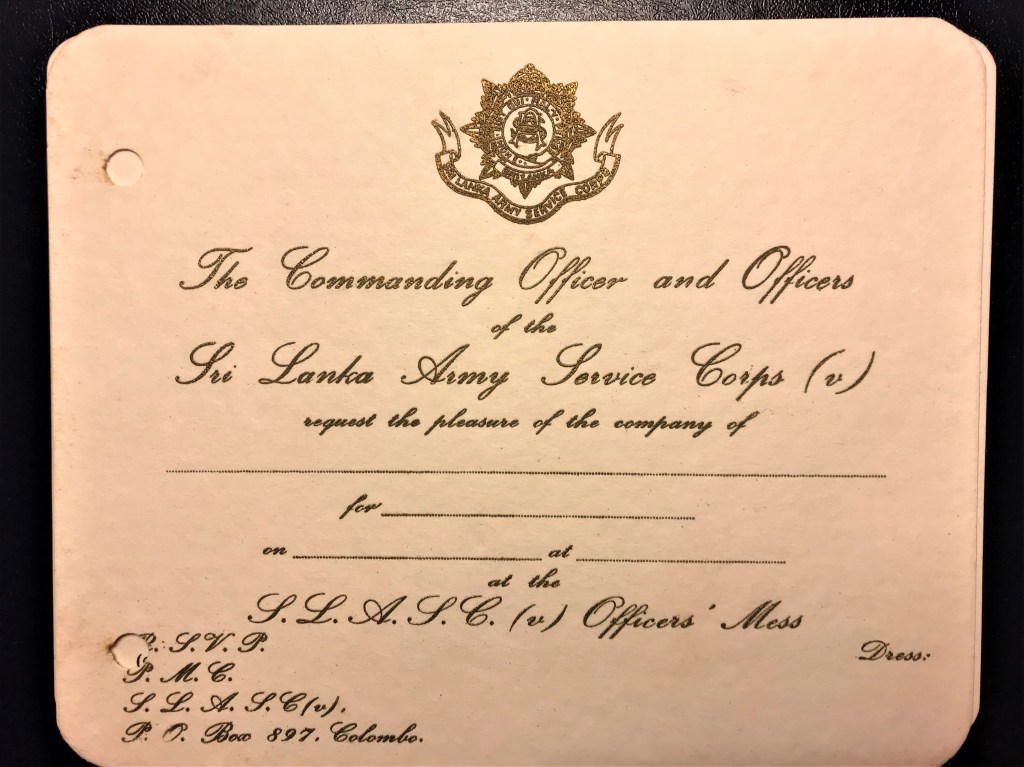 SRI LANKA ARMY SERVICE CORPS
The Commanding Officer and Officers
of the
Sri Lanka Army Service Corps (v)
request the pleasure of the company of
for
on at
at the
S. L. A. S. C. (v) Officers' Mess
S. V. P.
Dress:
P. M. C.
S. L. A. S. C (v).
P. O. Box 897. Colombo.